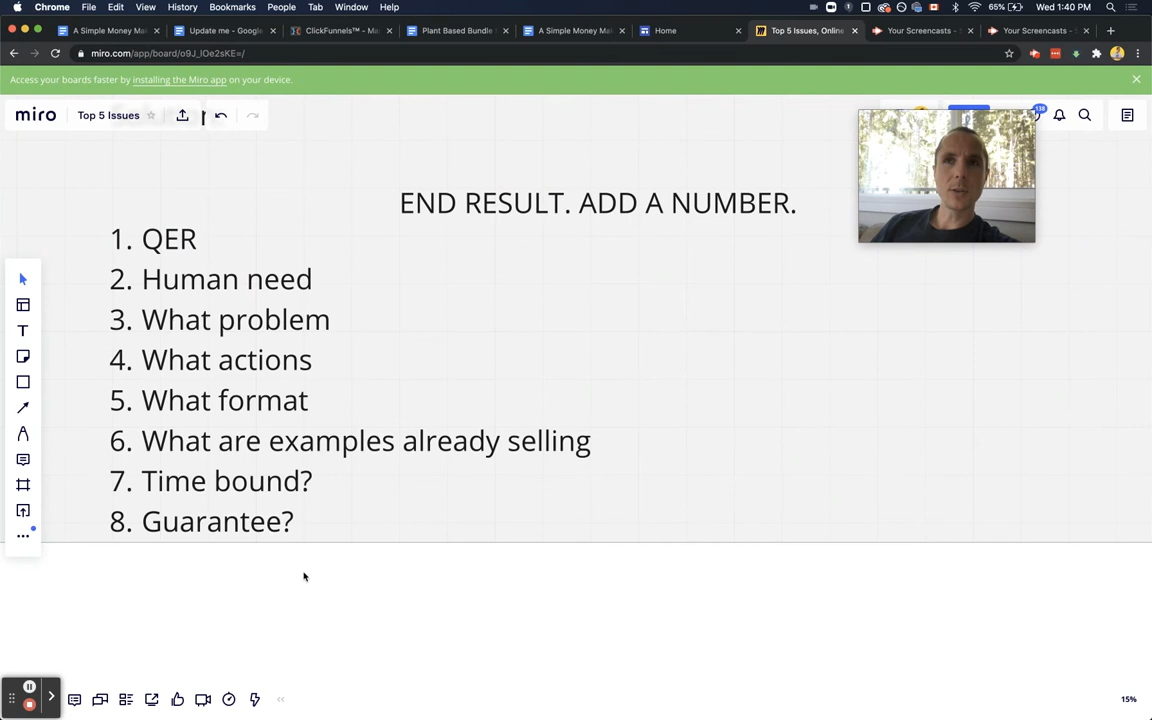 Chrome File Edit View History Bookmarks People Tab Window Help 65% Wed 1:40 PM
A Simple Money Ma Update me - Google ClickFunnels™ - Ma Plant Based Bundle A Simple Money Ma Home Top 5 Issues, Online Your Screencasts - Your Screencasts -
miro.com/app/board/o9J_lOe2sKE=/
Access your boards faster by installing the Miro app on your device.
miro Top 5 Issues 138
END RESULT. ADD A NUMBER.
1. QER
2. Human need
3. What problem
4. What actions
5. What format
6. What are examples already selling
7. Time bound?
8. Guarantee?
15%